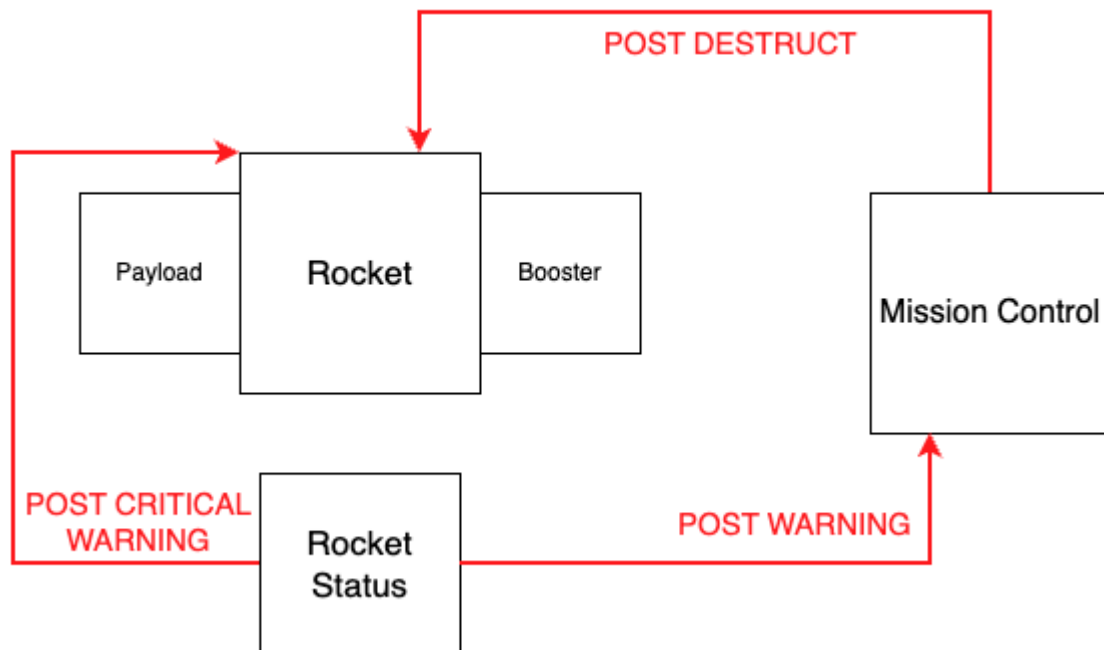 POST DESTRUCT
Payload
Rocket
Booster
Mission Control
POST CRITICAL
WARNING
Rocket
Status
POST WARNING